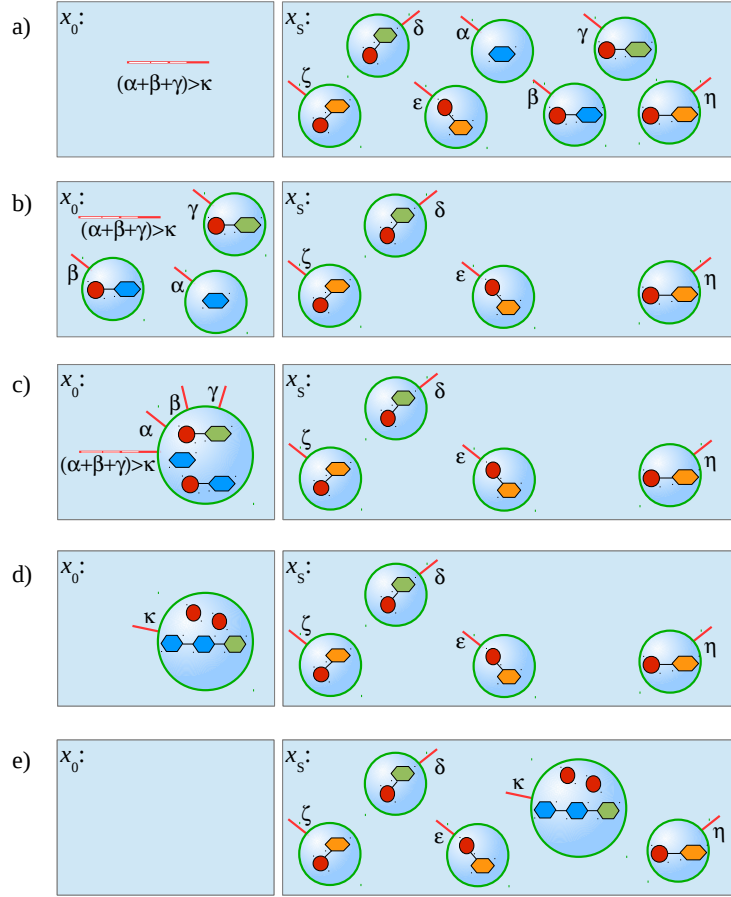 a)
x₀:
(α+β+γ)>κ
xₛ:
δ
α
γ
ζ
ε
β
η
b)
x₀:
(α+β+γ)>κ
γ
β
α
xₛ:
δ
ζ
ε
η
c)
x₀:
β
γ
α
(α+β+γ)>κ
xₛ:
δ
ζ
ε
η
d)
x₀:
κ
xₛ:
δ
ζ
ε
η
e)
x₀:
xₛ:
δ
κ
ζ
ε
η